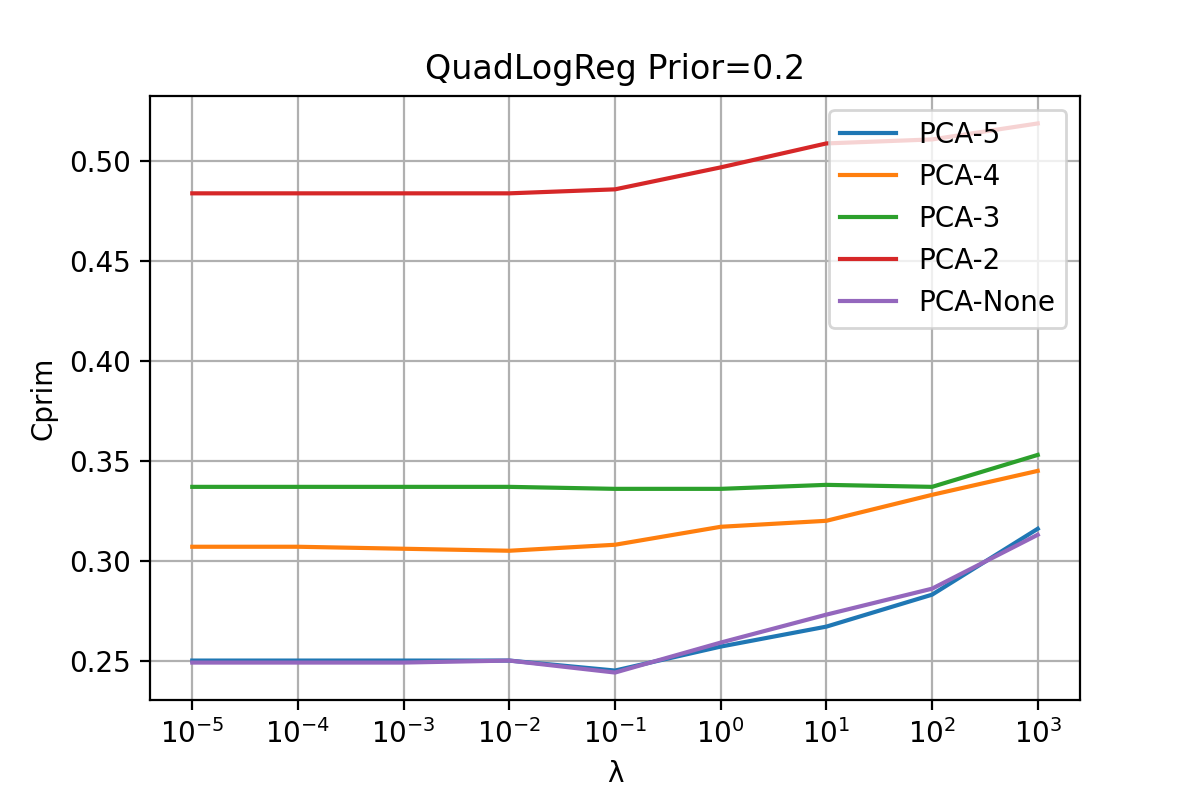 QuadLogReg Prior=0.2
PCA-5
PCA-4
PCA-3
PCA-2
PCA-None
Cprim
0.50
0.45
0.40
0.35
0.30
0.25
10⁻⁵ 10⁻⁴ 10⁻³ 10⁻² 10⁻¹ 10⁰ 10¹ 10² 10³
λ